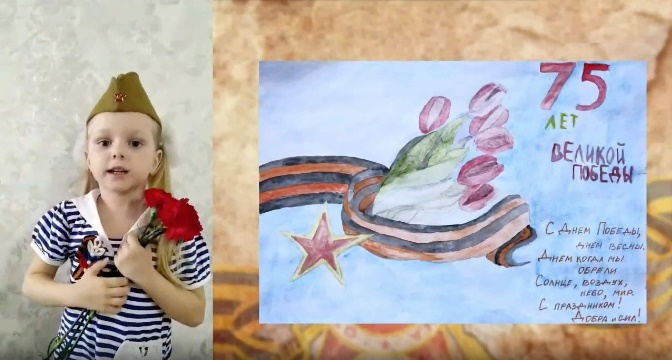 75
ЛЕТ
ВЕЛИКОЙ
ПОБЕДЫ
С ДНЕМ ПОБЕДЫ,
ДНЕМ ВЕСНЫ.
ДНЕМ КОГДА МЫ
ОБРЕЛИ
СОЛНЦЕ, ВОЗДУХ,
НЕБО, МИР.
С ПРАЗДНИКОМ!
ДОБРА и СИЛ!